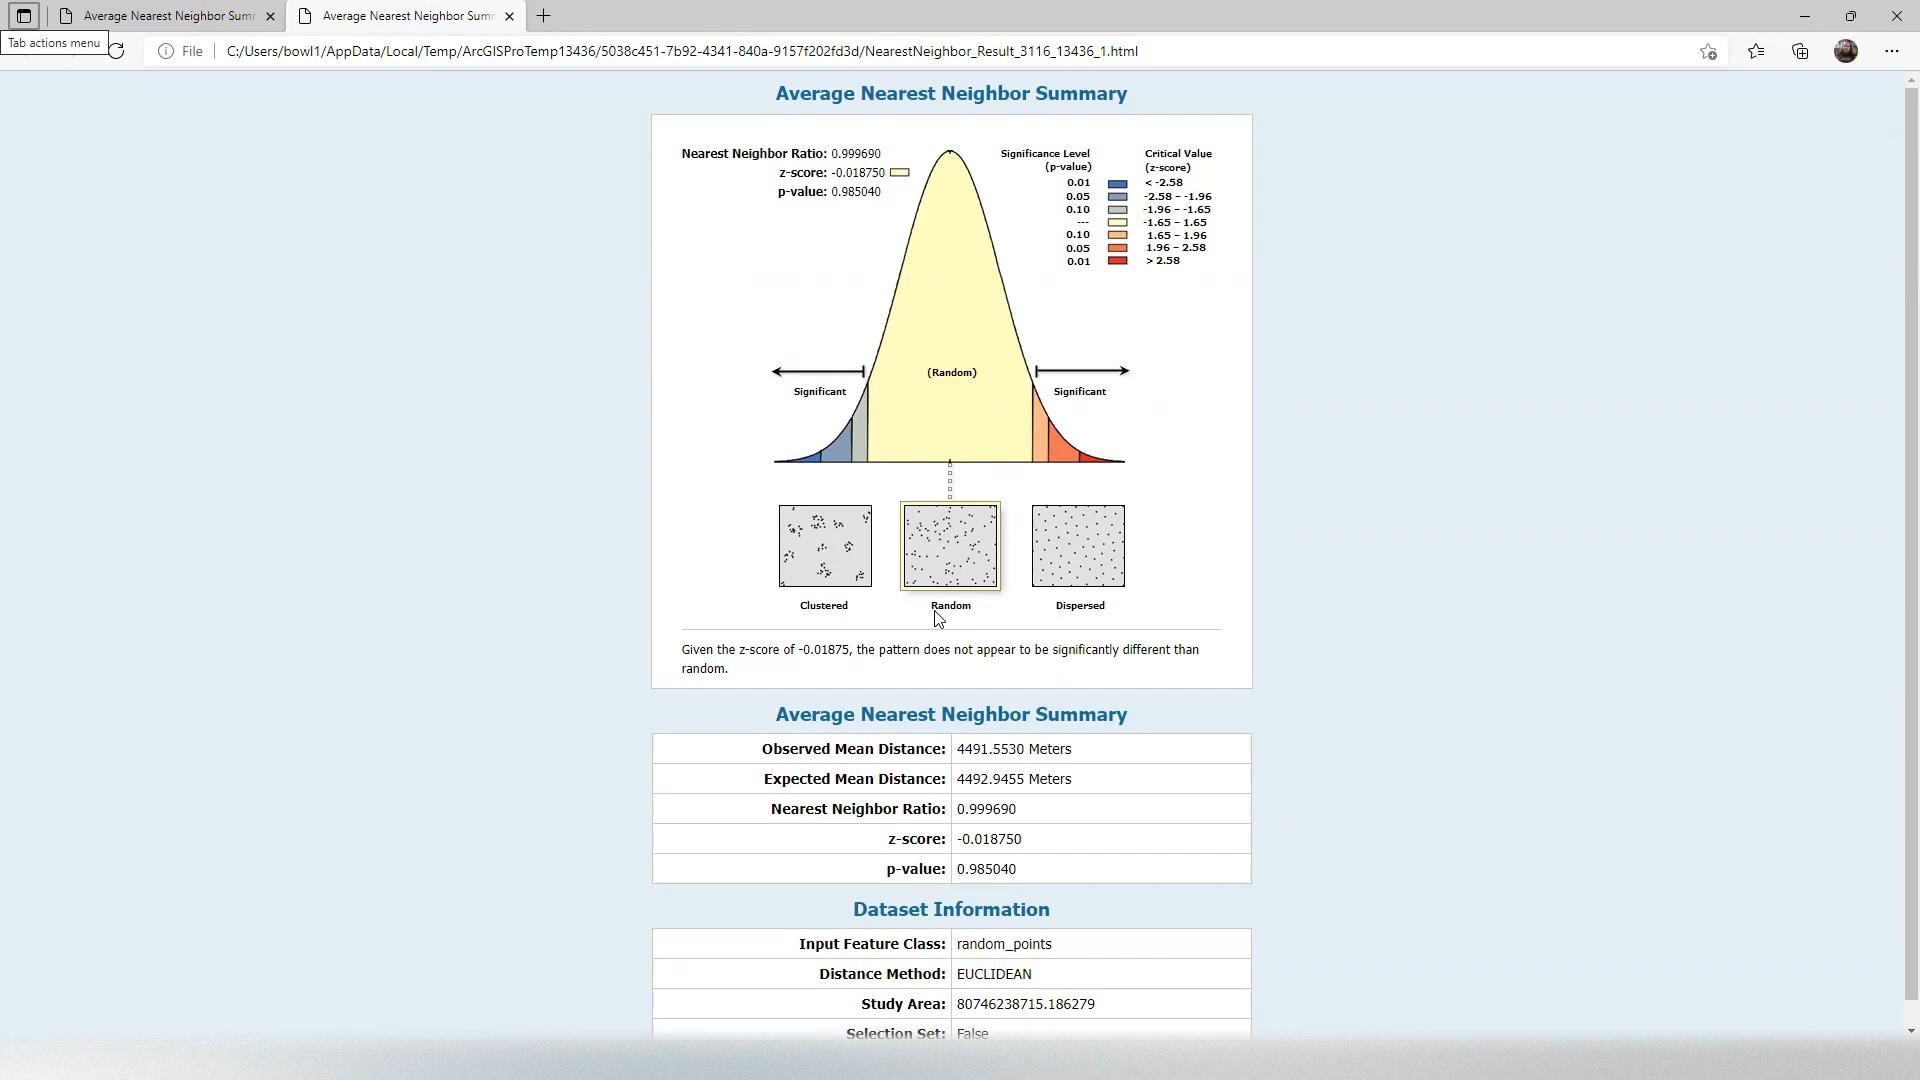 Average Nearest Neighbor Sum
Average Nearest Neighbor Sum
Tab actions menu
File
C:/Users/bowl1/AppData/Local/Temp/ArcGISProTemp13436/5038c451-7b92-4341-840a-9157f202fd3d/NearestNeighbor_Result_3116_13436_1.html
Average Nearest Neighbor Summary
Nearest Neighbor Ratio: 0.999690
z-score: -0.018750
p-value: 0.985040
Significance Level
(p-value)
Critical Value
(z-score)
0.01 < -2.58
0.05 -2.58 – -1.96
0.10 -1.96 – -1.65
--- -1.65 – 1.65
0.10 1.65 – 1.96
0.05 1.96 – 2.58
0.01 > 2.58
(Random)
Significant
Significant
Clustered
Random
Dispersed
Given the z-score of -0.01875, the pattern does not appear to be significantly different than
random.
Average Nearest Neighbor Summary
Observed Mean Distance: 4491.5530 Meters
Expected Mean Distance: 4492.9455 Meters
Nearest Neighbor Ratio: 0.999690
z-score: -0.018750
p-value: 0.985040
Dataset Information
Input Feature Class: random_points
Distance Method: EUCLIDEAN
Study Area: 80746238715.186279
Selection Set: False